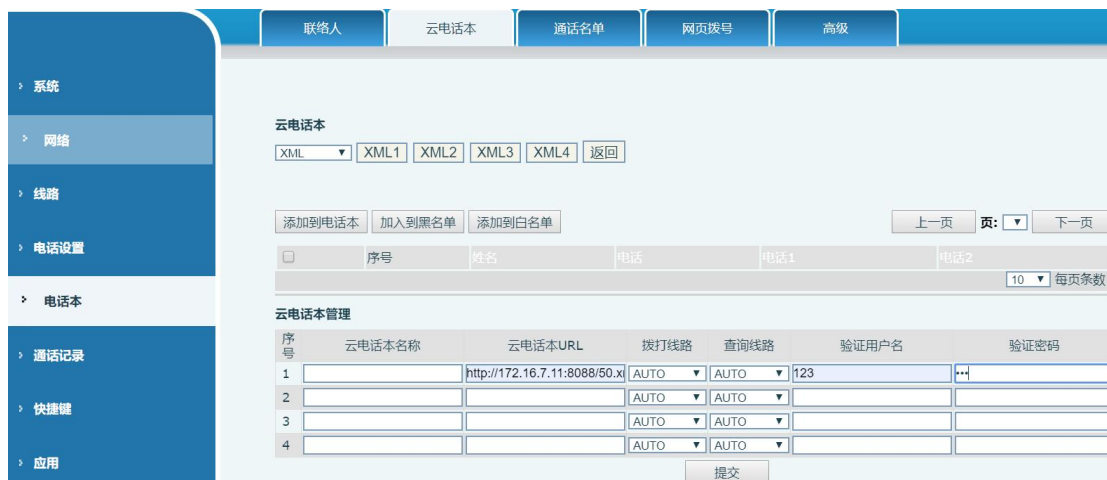 联络人 云电话本 通话名单 网页拨号 高级
系统
网络
线路
电话设置
电话本
通话记录
快捷键
应用
云电话本
XML XML1 XML2 XML3 XML4 返回
添加到电话本 加入到黑名单 添加到白名单 上一页 页: 下一页
序号 姓名 电话 电话1 电话2
10 每页条数
云电话本管理
序号 云电话本名称 云电话本URL 拨打线路 查询线路 验证用户名 验证密码
1 http://172.16.7.11:8088/50.x AUTO AUTO 123 •••
2 AUTO AUTO
3 AUTO AUTO
4 AUTO AUTO
提交